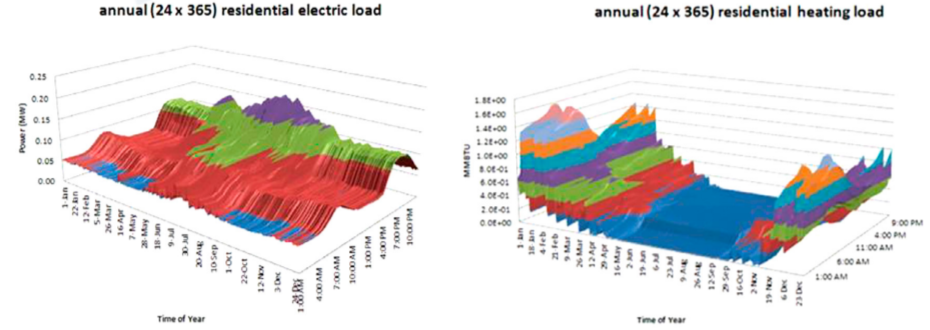 annual (24 x 365) residential electric load
0.25
0.20
0.15
0.10
0.05
0.00
Power (MW)
1-Jan
22-Jan
12-Feb
5-Mar
26-Mar
16-Apr
7-May
28-May
18-Jun
9-Jul
30-Jul
20-Aug
10-Sep
1-Oct
22-Oct
12-Nov
3-Dec
24-Dec
1:00 AM
4:00 AM
7:00 AM
10:00 AM
1:00 PM
4:00 PM
7:00 PM
10:00 PM
Time of Year
annual (24 x 365) residential heating load
1.8E+00
1.6E+00
1.4E+00
1.2E+00
1.0E+00
8.0E-01
6.0E-01
4.0E-01
2.0E-01
0.0E+00
MMBTU
1-Jan
18-Jan
4-Feb
21-Feb
9-Mar
26-Mar
12-Apr
29-Apr
16-May
2-Jun
19-Jun
6-Jul
23-Jul
9-Aug
26-Aug
12-Sep
29-Sep
16-Oct
2-Nov
19-Nov
6-Dec
23-Dec
1:00 AM
6:00 AM
11:00 AM
4:00 PM
9:00 PM
Time of Year